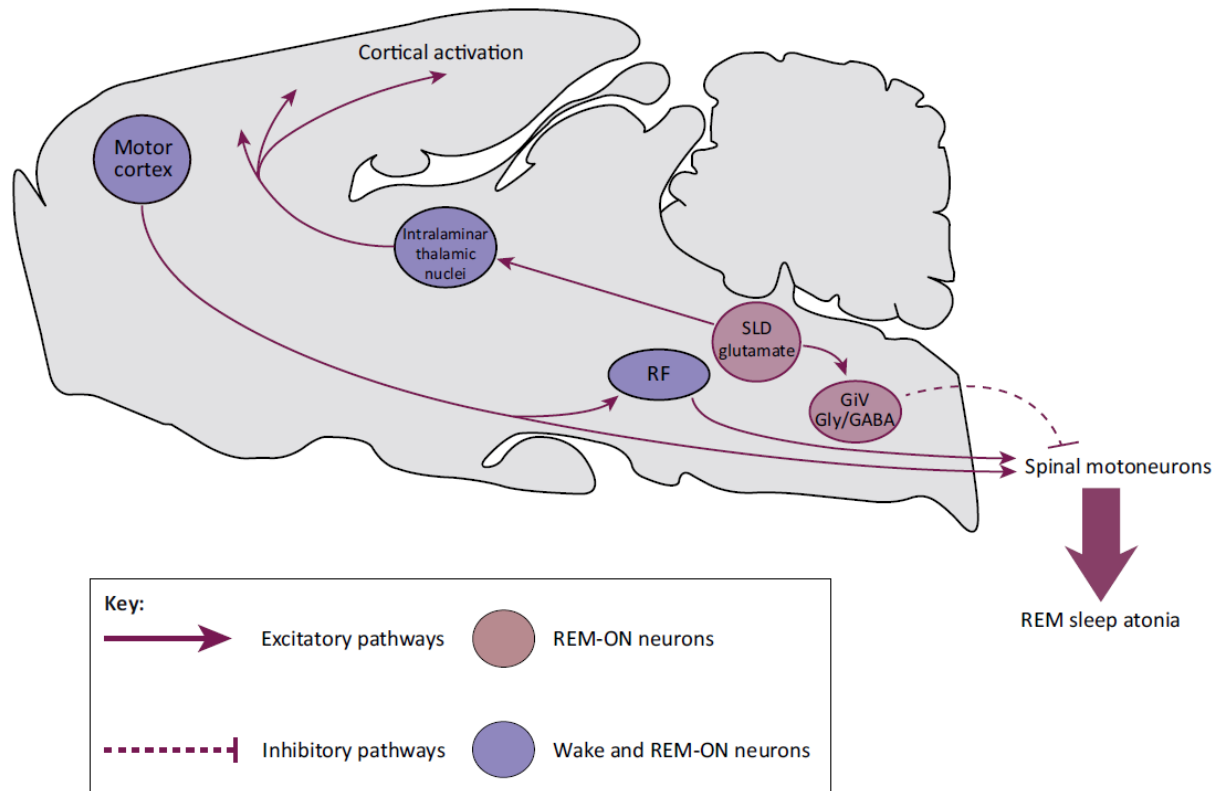 Cortical activation
Motor
cortex
Intralaminar
thalamic
nuclei
SLD
glutamate
RF
GiV
Gly/GABA
Spinal motoneurons
REM sleep atonia
Key:
Excitatory pathways
REM-ON neurons
Inhibitory pathways
Wake and REM-ON neurons